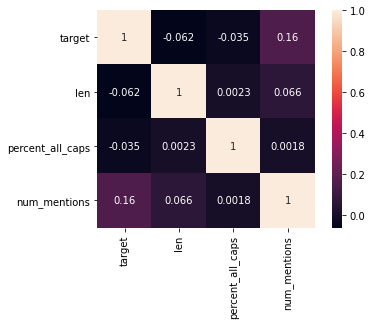 target 1 -0.062 -0.035 0.16
len -0.062 1 0.0023 0.066
percent_all_caps -0.035 0.0023 1 0.0018
num_mentions 0.16 0.066 0.0018 1
target len percent_all_caps num_mentions
1.0
0.8
0.6
0.4
0.2
0.0